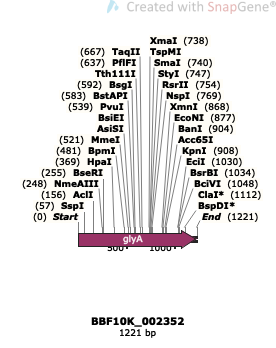 Created with SnapGene®
XmaI (738)
(667) TaqII TspMI
(637) PflFI SmaI (740)
Tth111I StyI (747)
(592) BsgI RsrII (754)
(583) BstAPI NspI (769)
(539) PvuI XmnI (868)
BsiEI EcoNI (877)
AsiSI BanI (904)
(521) MmeI Acc65I
(481) BpmI KpnI (908)
(369) HpaI EciI (1030)
(255) BseRI BsrBI (1034)
(248) NmeAIII BciVI (1048)
(156) AclI ClaI* (1112)
(57) SspI BspDI*
(0) Start End (1221)
glyA
500 1000
BBF10K_002352
1221 bp